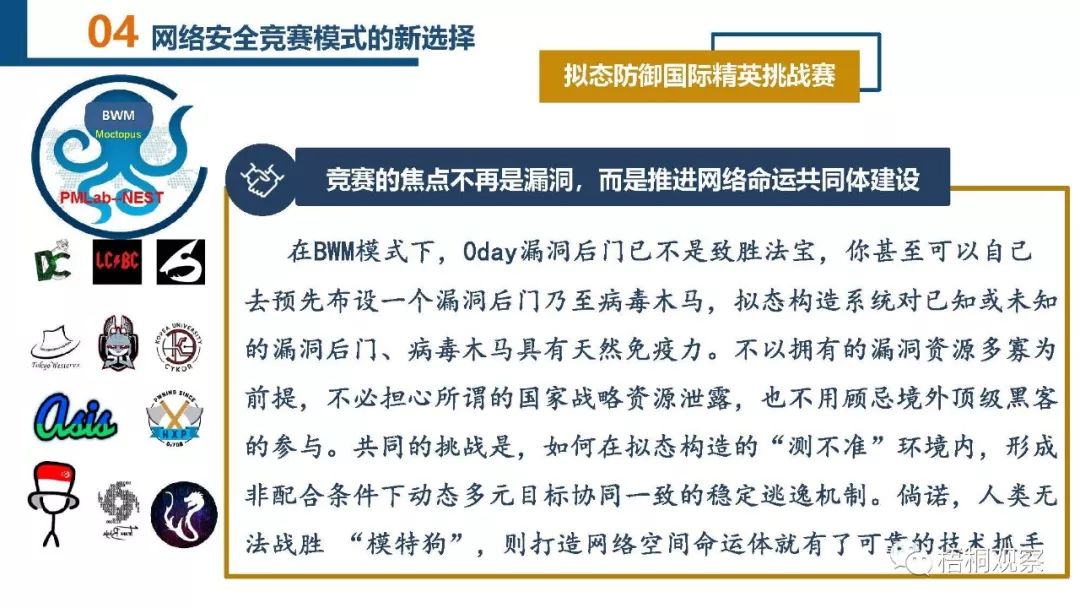 04 网络安全竞赛模式的新选择
拟态防御国际精英挑战赛
BWM
Moctopus
PMLab--NEST
竞赛的焦点不再是漏洞，而是推进网络命运共同体建设
在BWM模式下，0day漏洞后门已不是致胜法宝，你甚至可以自己
去预先布设一个漏洞后门乃至病毒木马，拟态构造系统对已知或未知
的漏洞后门、病毒木马具有天然免疫力。不以拥有的漏洞资源多寡为
前提，不必担心所谓的国家战略资源泄露，也不用顾忌境外顶级黑客
的参与。共同的挑战是，如何在拟态构造的“测不准”环境内，形成
非配合条件下动态多元目标协同一致的稳定逃逸机制。倘诺，人类无
法战胜 “模特狗”，则打造网络空间命运体就有了可靠的技术抓手
DC
LC⚡BC
Tokyo Westerns
KOREA UNIVERSITY
CYKOR
Asis
PWNING SINCE
HXP
梧桐观察